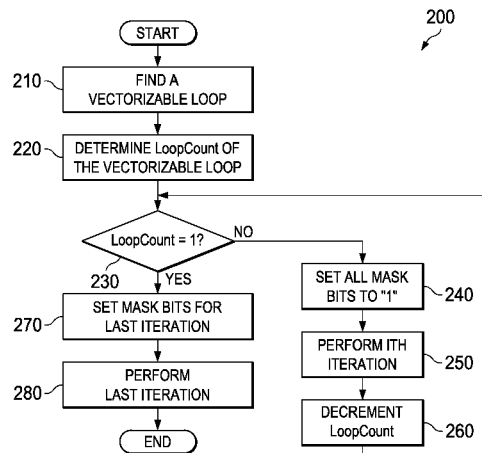 START
200
210
FIND A
VECTORIZABLE LOOP
220
DETERMINE LoopCount OF
THE VECTORIZABLE LOOP
LoopCount = 1?
NO
230
YES
SET ALL MASK
BITS TO "1"
240
270
SET MASK BITS FOR
LAST ITERATION
PERFORM ITH
ITERATION
250
280
PERFORM
LAST ITERATION
DECREMENT
LoopCount
260
END